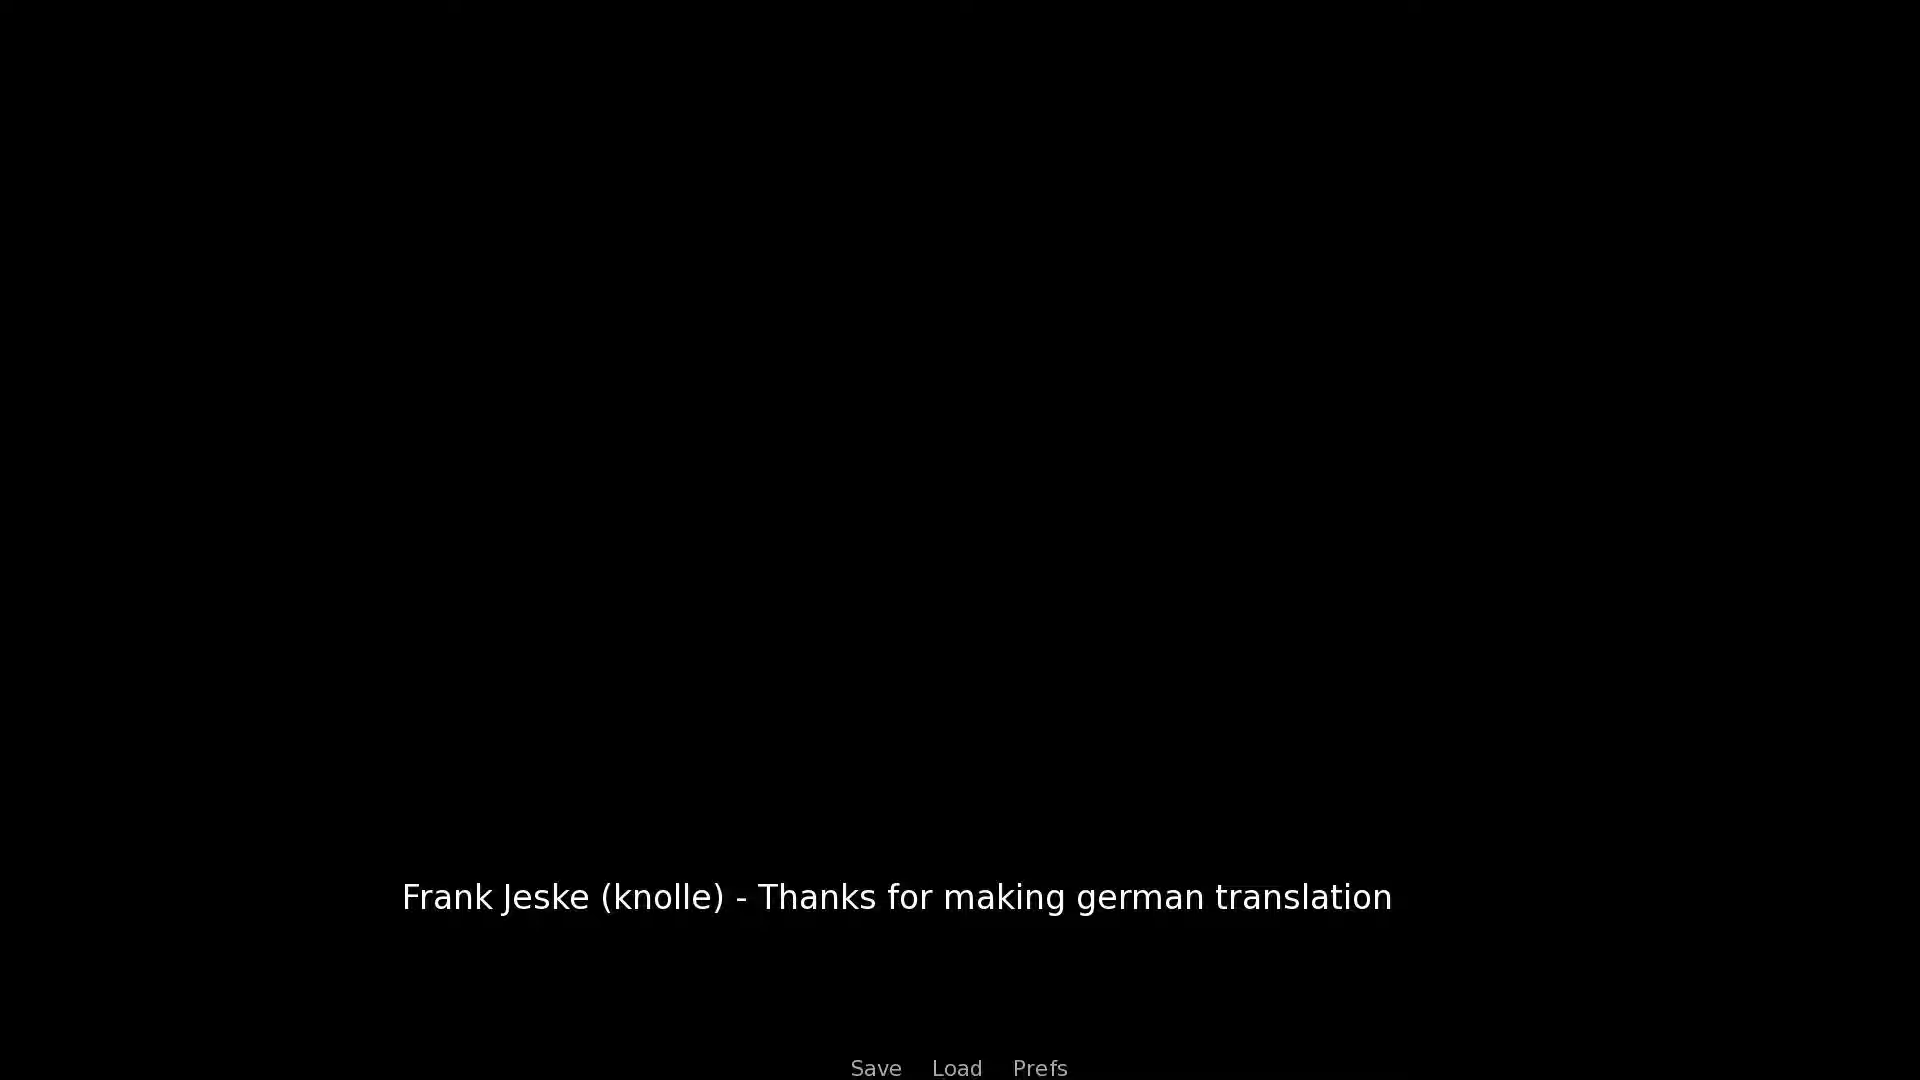 Frank Jeske (knolle) - Thanks for making german translation
Save Load Prefs